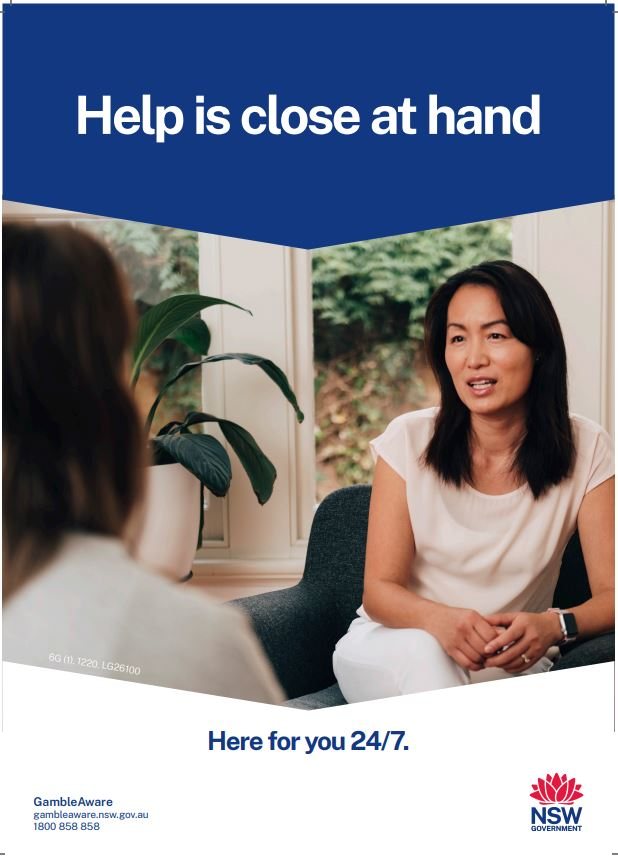 Help is close at hand
6G (1). 1220. LG26100
Here for you 24/7.
GambleAware
gambleaware.nsw.gov.au
1800 858 858
NSW
GOVERNMENT